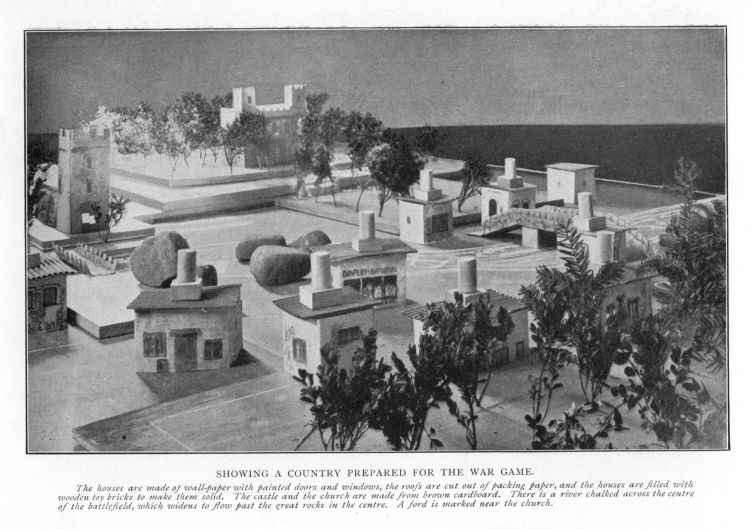 DRAPERY EMPORIUM
SHOWING A COUNTRY PREPARED FOR THE WAR GAME.
The houses are made of wall-paper with painted doors and windows, the roofs are cut out of packing paper, and the houses are filled with
wooden toy bricks to make them solid. The castle and the church are made from brown cardboard. There is a river chalked across the centre
of the battlefield, which widens to flow past the great rocks in the centre. A ford is marked near the church.